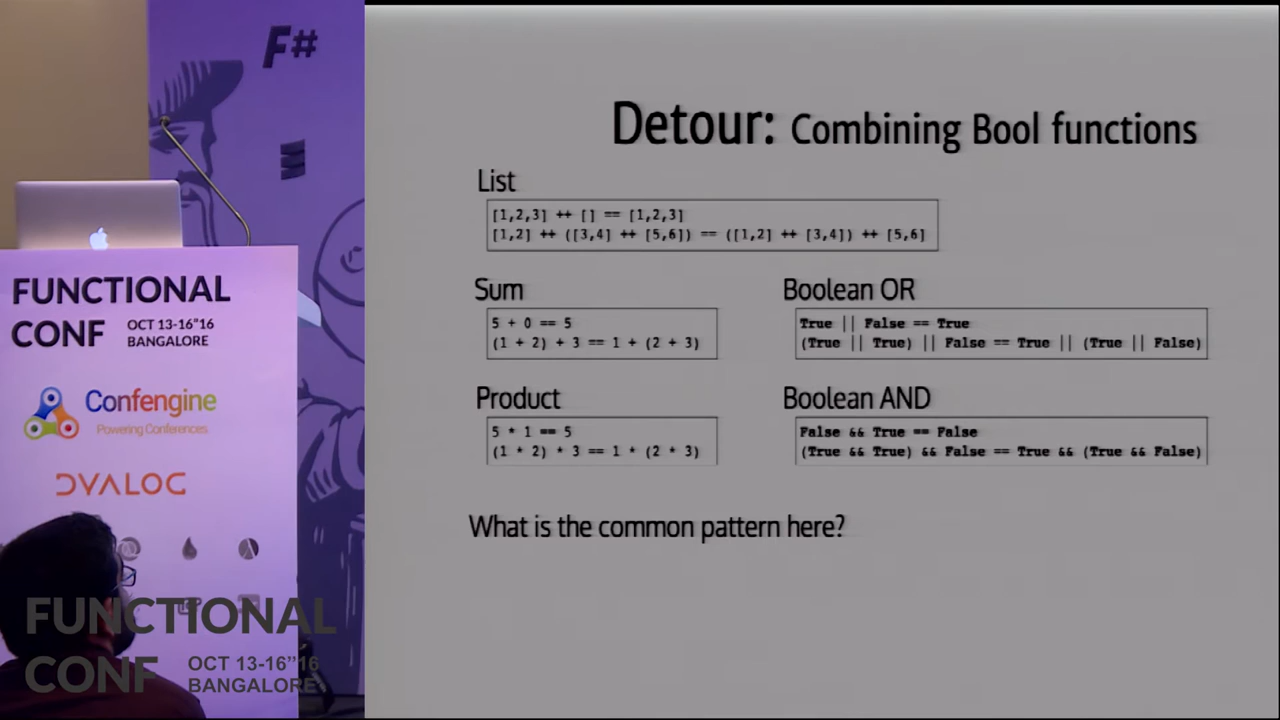 F#
FUNCTIONAL
CONF
OCT 13-16"16
BANGALORE
Confengine
Powering Conferences
DYALOC
FUNCTIONAL
CONF
OCT 13-16"16
BANGALORE
Detour: Combining Bool functions
List
[1,2,3] ++ [] == [1,2,3]
[1,2] ++ ([3,4] ++ [5,6]) == ([1,2] ++ [3,4]) ++ [5,6]
Sum
5 + 0 == 5
(1 + 2) + 3 == 1 + (2 + 3)
Boolean OR
True || False == True
(True || True) || False == True || (True || False)
Product
5 * 1 == 5
(1 * 2) * 3 == 1 * (2 * 3)
Boolean AND
False && True == False
(True && True) && False == True && (True && False)
What is the common pattern here?